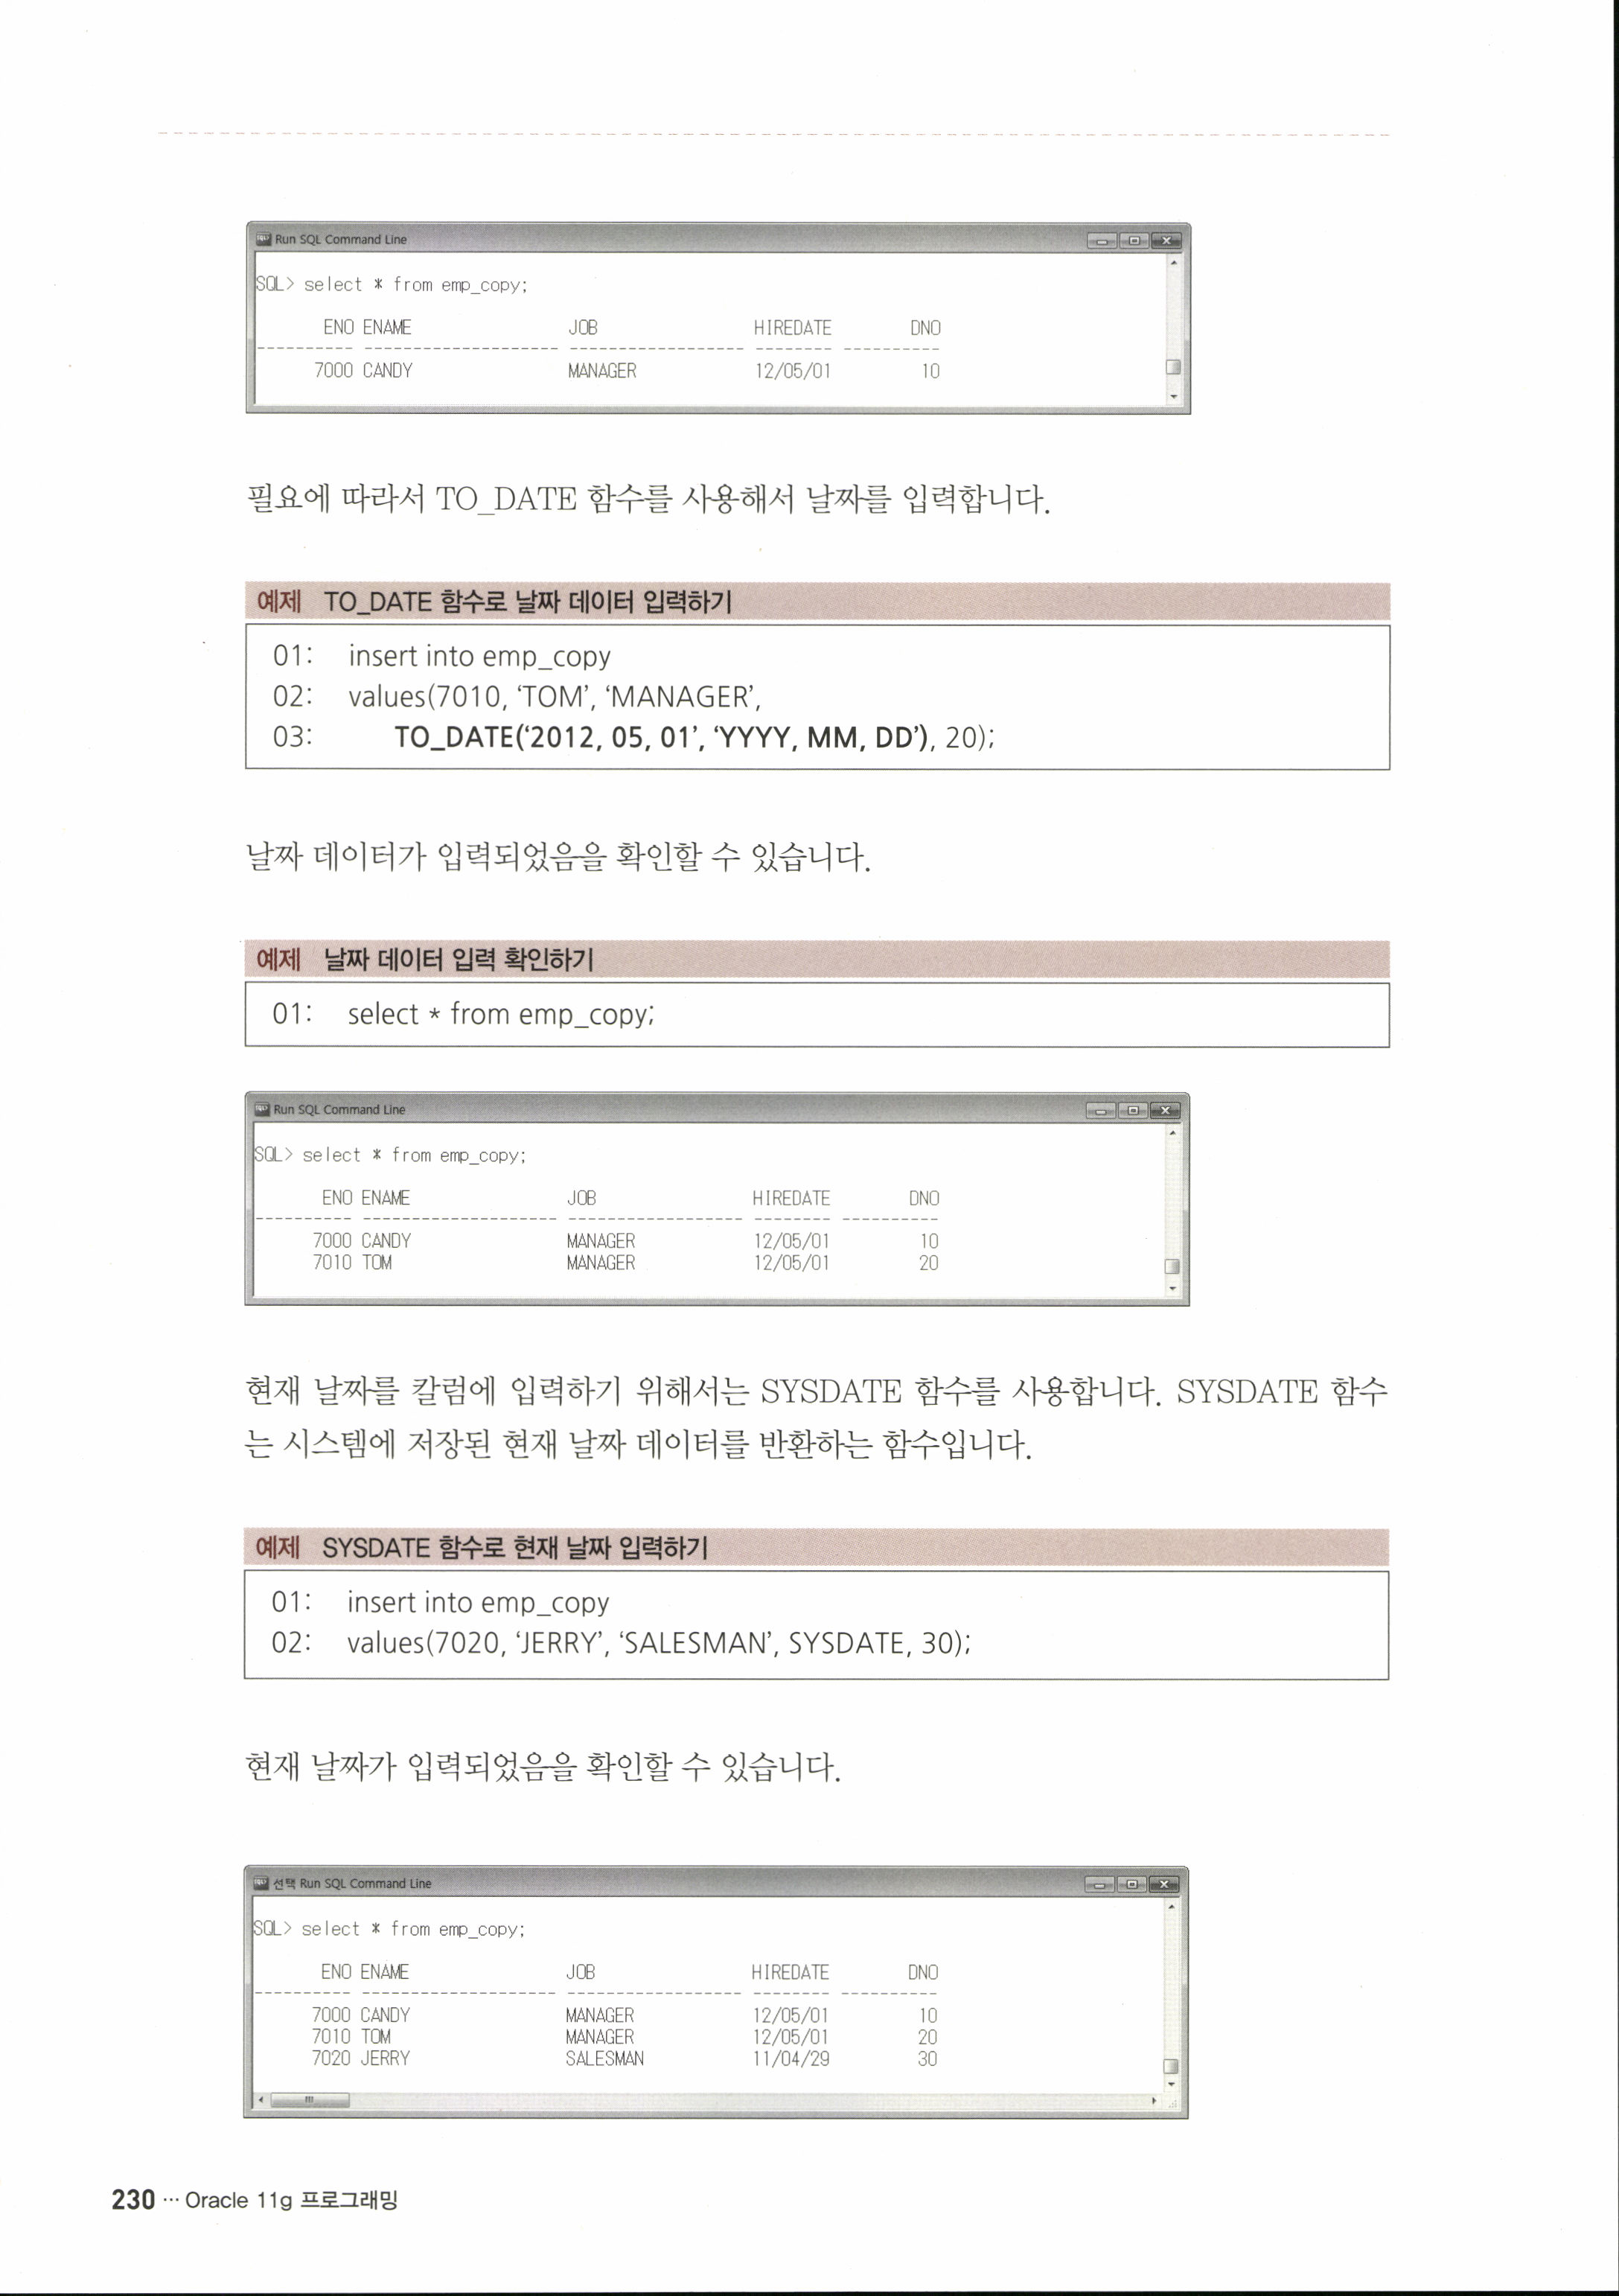 Run SQL Command Line
SQL> select * from emp_copy;
ENO ENAME JOB HIREDATE DNO
---------- -------------------- ------------------ -------- ----------
7000 CANDY MANAGER 12/05/01 10
필요에 따라서 TO_DATE 함수를 사용해서 날짜를 입력합니다.
예제 TO_DATE 함수로 날짜 데이터 입력하기
01: insert into emp_copy
02: values(7010, ‘TOM’, ‘MANAGER’,
03: TO_DATE(‘2012, 05, 01’, ‘YYYY, MM, DD’), 20);
날짜 데이터가 입력되었음을 확인할 수 있습니다.
예제 날짜 데이터 입력 확인하기
01: select * from emp_copy;
Run SQL Command Line
SQL> select * from emp_copy;
ENO ENAME JOB HIREDATE DNO
---------- -------------------- ------------------ -------- ----------
7000 CANDY MANAGER 12/05/01 10
7010 TOM MANAGER 12/05/01 20
현재 날짜를 칼럼에 입력하기 위해서는 SYSDATE 함수를 사용합니다. SYSDATE 함수
는 시스템에 저장된 현재 날짜 데이터를 반환하는 함수입니다.
예제 SYSDATE 함수로 현재 날짜 입력하기
01: insert into emp_copy
02: values(7020, ‘JERRY’, ‘SALESMAN’, SYSDATE, 30);
현재 날짜가 입력되었음을 확인할 수 있습니다.
선택 Run SQL Command Line
SQL> select * from emp_copy;
ENO ENAME JOB HIREDATE DNO
---------- -------------------- ------------------ -------- ----------
7000 CANDY MANAGER 12/05/01 10
7010 TOM MANAGER 12/05/01 20
7020 JERRY SALESMAN 11/04/29 30
230 ··· Oracle 11g 프로그래밍